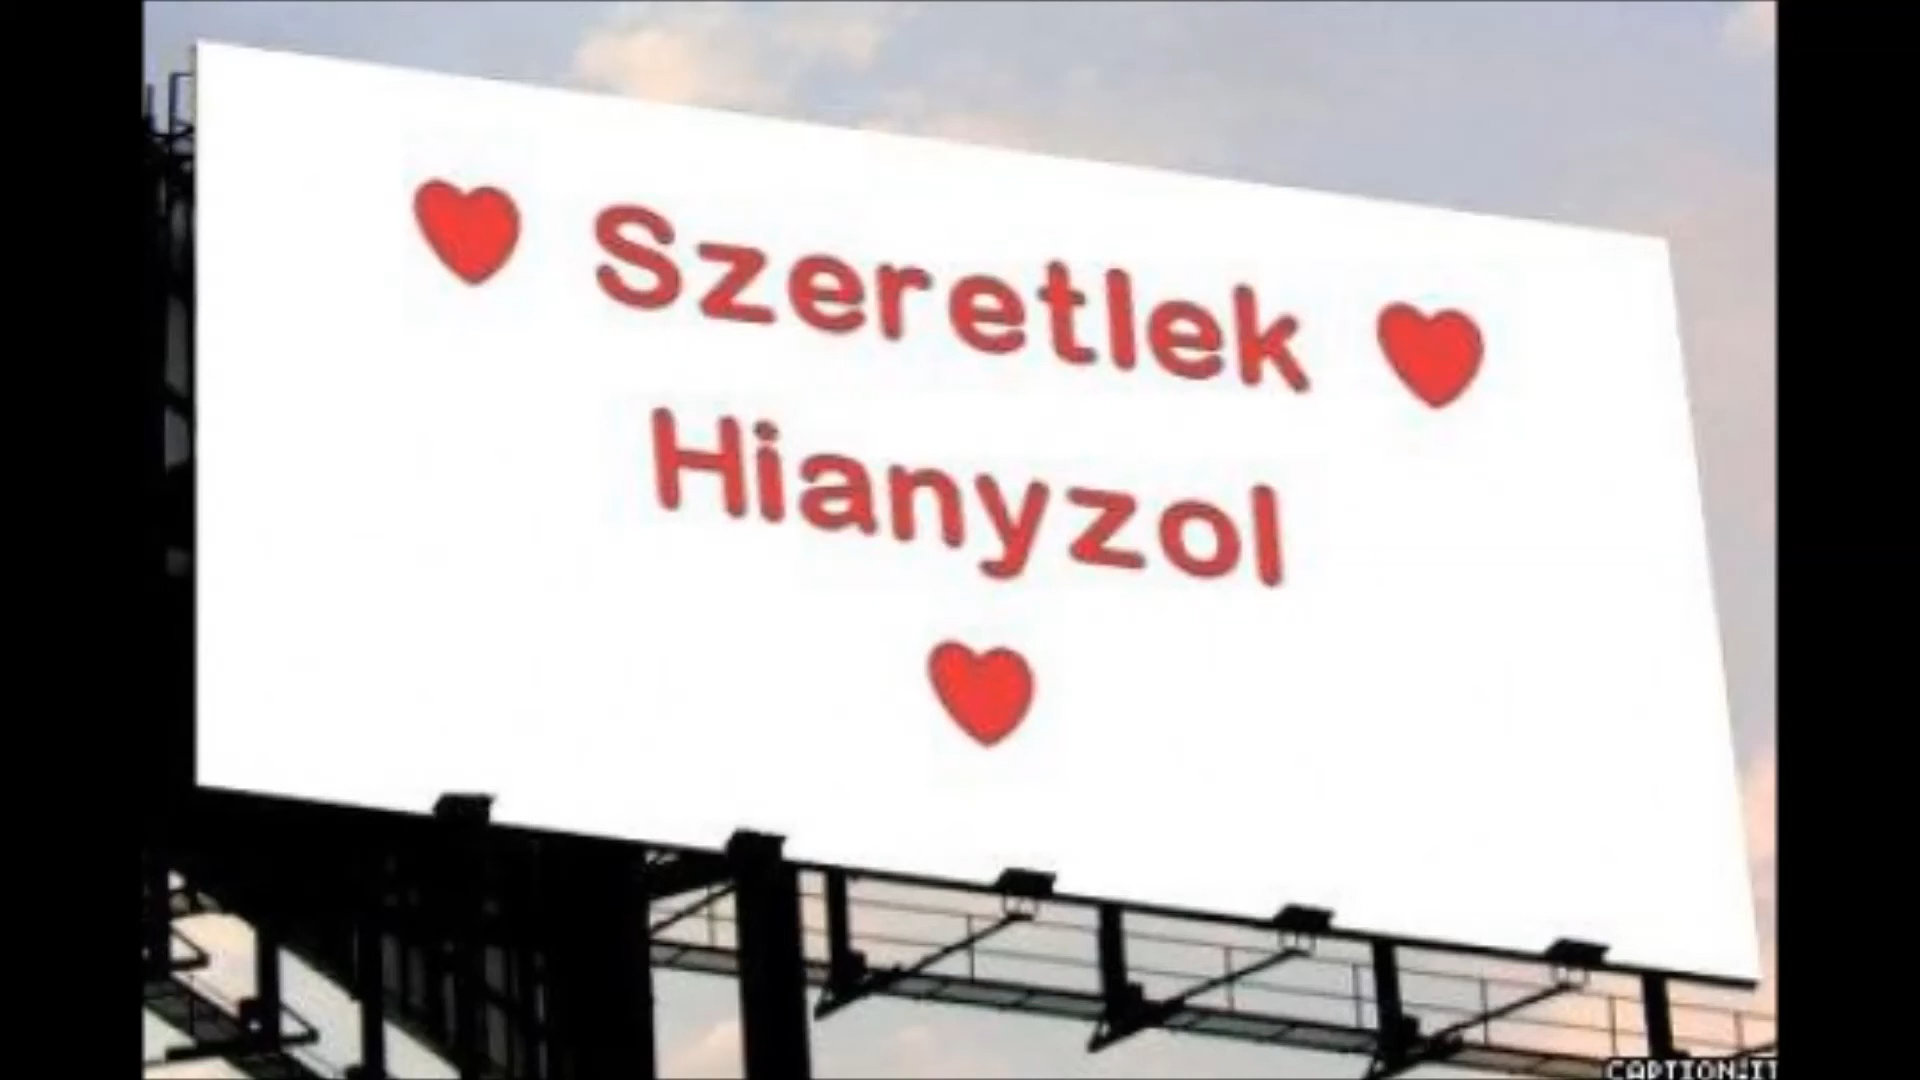 ♥ Szeretlek ♥
Hianyzol
♥
CAPTION.IT